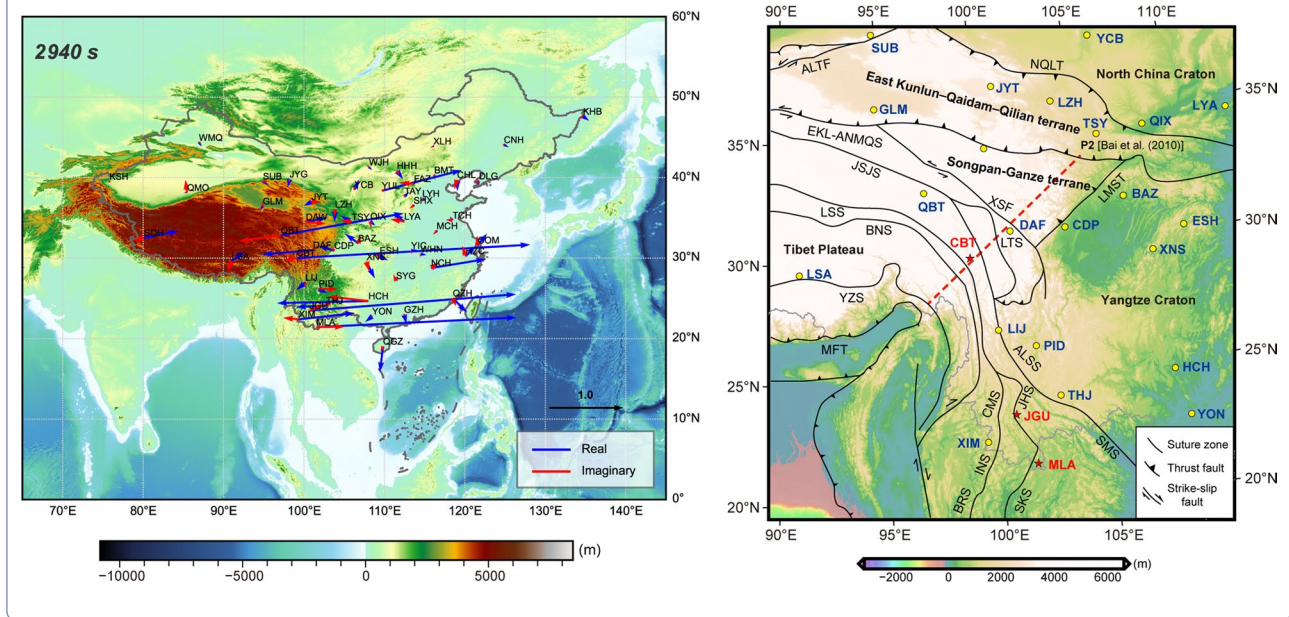 2940 s
60°N
50°N
40°N
30°N
20°N
10°N
0°
KHB
WMQ
XLH
CNH
WJH
HHH
BMT
CHL
DLG
KSH
QMO
SUB
JYG
YCB
YUL
FAZ
TAY
LYH
SHX
GLM
JYT
LZH
DAW
TSY
QIX
LYA
TCH
MCH
QBT
BAZ
SDH
DAF
CDP
ESH
YIC
WHN
CBT
XNS
NCH
SYG
LIJ
PID
HCH
THJ
QZH
XIM
YON
GZH
MLA
QGZ
1.0
Real
Imaginary
70°E
80°E
90°E
100°E
110°E
120°E
130°E
140°E
−10000
−5000
0
5000
(m)
90°E
95°E
100°E
105°E
110°E
SUB
YCB
ALTF
NQLT
North China Craton
35°N
JYT
East Kunlun–Qaidam–Qilian terrane
LZH
LYA
GLM
TSY
QIX
35°N
EKL-ANMQS
P2 [Bai et al. (2010)]
Songpan-Ganze terrane
JSJS
LMST
BAZ
QBT
XSF
LSS
DAF
CDP
ESH
30°N
BNS
LTS
CBT
XNS
Tibet Plateau
30°N
LSA
YZS
Yangtze Craton
LIJ
PID
MFT
ALSS
HCH
25°N
25°N
CMS
JHS
THJ
JGU
YON
XIM
SMS
INS
MLA
BRS
SKS
Suture zone
Thrust fault
Strike-slip
fault
20°N
20°N
90°E
95°E
100°E
105°E
−2000
0
2000
4000
6000
(m)